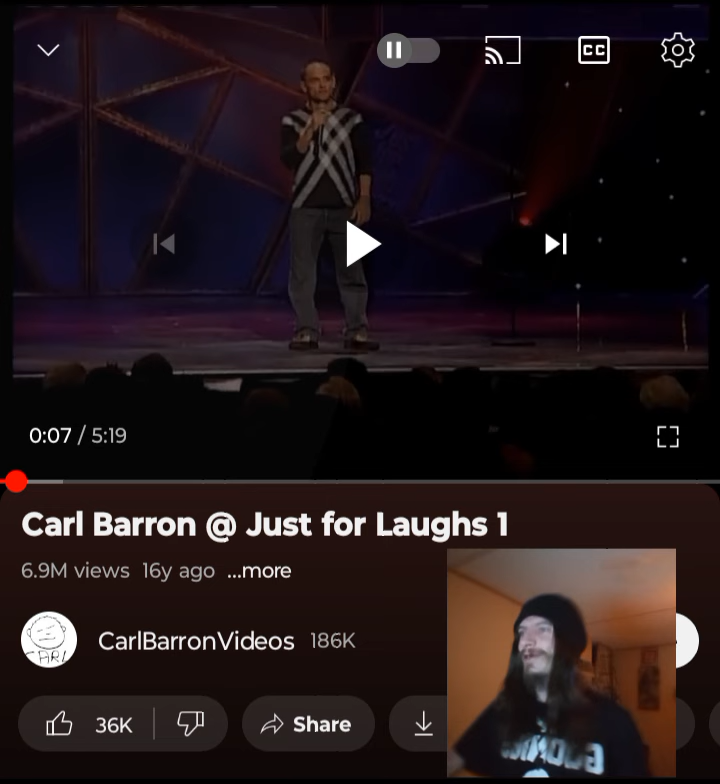 CC
0:07 / 5:19
Carl Barron @ Just for Laughs 1
6.9M views 16y ago ...more
CARL
CarlBarronVideos 186K
36K Share